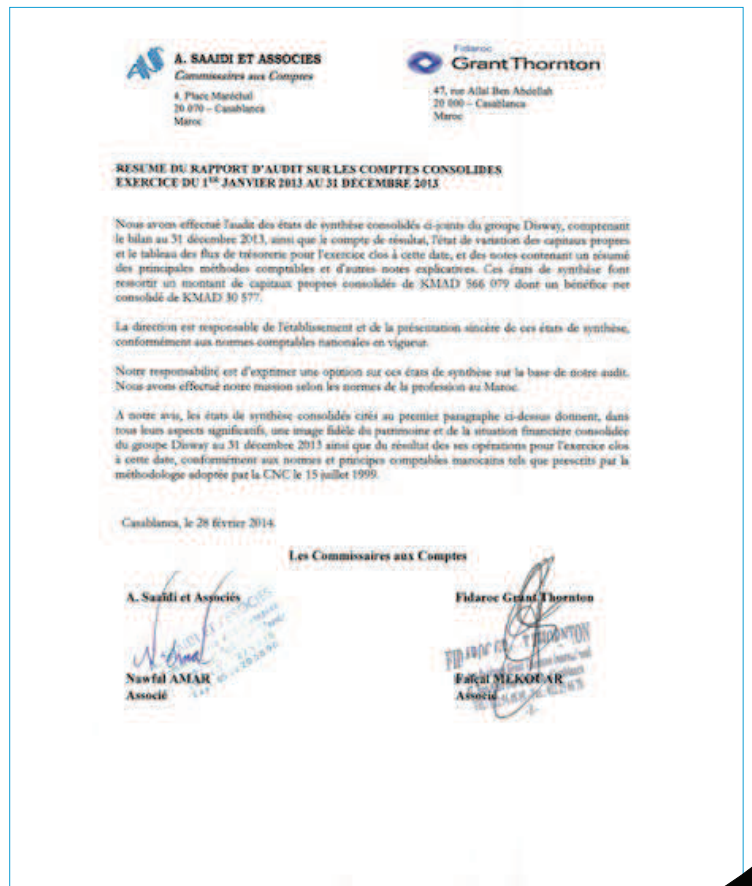 A. SAAIDI ET ASSOCIES
Commissaires aux Comptes
4, Place Maréchal
20 070 – Casablanca
Maroc
Fidaroc
Grant Thornton
47, rue Allal Ben Abdellah
20 000 – Casablanca
Maroc
RESUME DU RAPPORT D'AUDIT SUR LES COMPTES CONSOLIDES
EXERCICE DU 1ER JANVIER 2013 AU 31 DECEMBRE 2013
Nous avons effectué l'audit des états de synthèse consolidés ci-joints du groupe Disway, comprenant
le bilan au 31 décembre 2013, ainsi que le compte de résultat, l'état de variation des capitaux propres
et le tableau des flux de trésorerie pour l'exercice clos à cette date, et des notes contenant un résumé
des principales méthodes comptables et d'autres notes explicatives. Ces états de synthèse font
ressortir un montant de capitaux propres consolidés de KMAD 566 079 dont un bénéfice net
consolidé de KMAD 30 577.
La direction est responsable de l'établissement et de la présentation sincère de ces états de synthèse,
conformément aux normes comptables nationales en vigueur.
Notre responsabilité est d'exprimer une opinion sur ces états de synthèse sur la base de notre audit.
Nous avons effectué notre mission selon les normes de la profession au Maroc.
A notre avis, les états de synthèse consolidés cités au premier paragraphe ci-dessus donnent, dans
tous leurs aspects significatifs, une image fidèle du patrimoine et de la situation financière consolidée
du groupe Disway au 31 décembre 2013 ainsi que du résultat des ses opérations pour l'exercice clos
à cette date, conformément aux normes et principes comptables marocains tels que prescrits par la
méthodologie adoptée par la CNC le 15 juillet 1999.
Casablanca, le 28 février 2014.
Les Commissaires aux Comptes
A. Saaïdi et Associés
Fidaroc Grant Thornton
Nawfal AMAR
Associé
Faïçal MEKOUAR
Associé